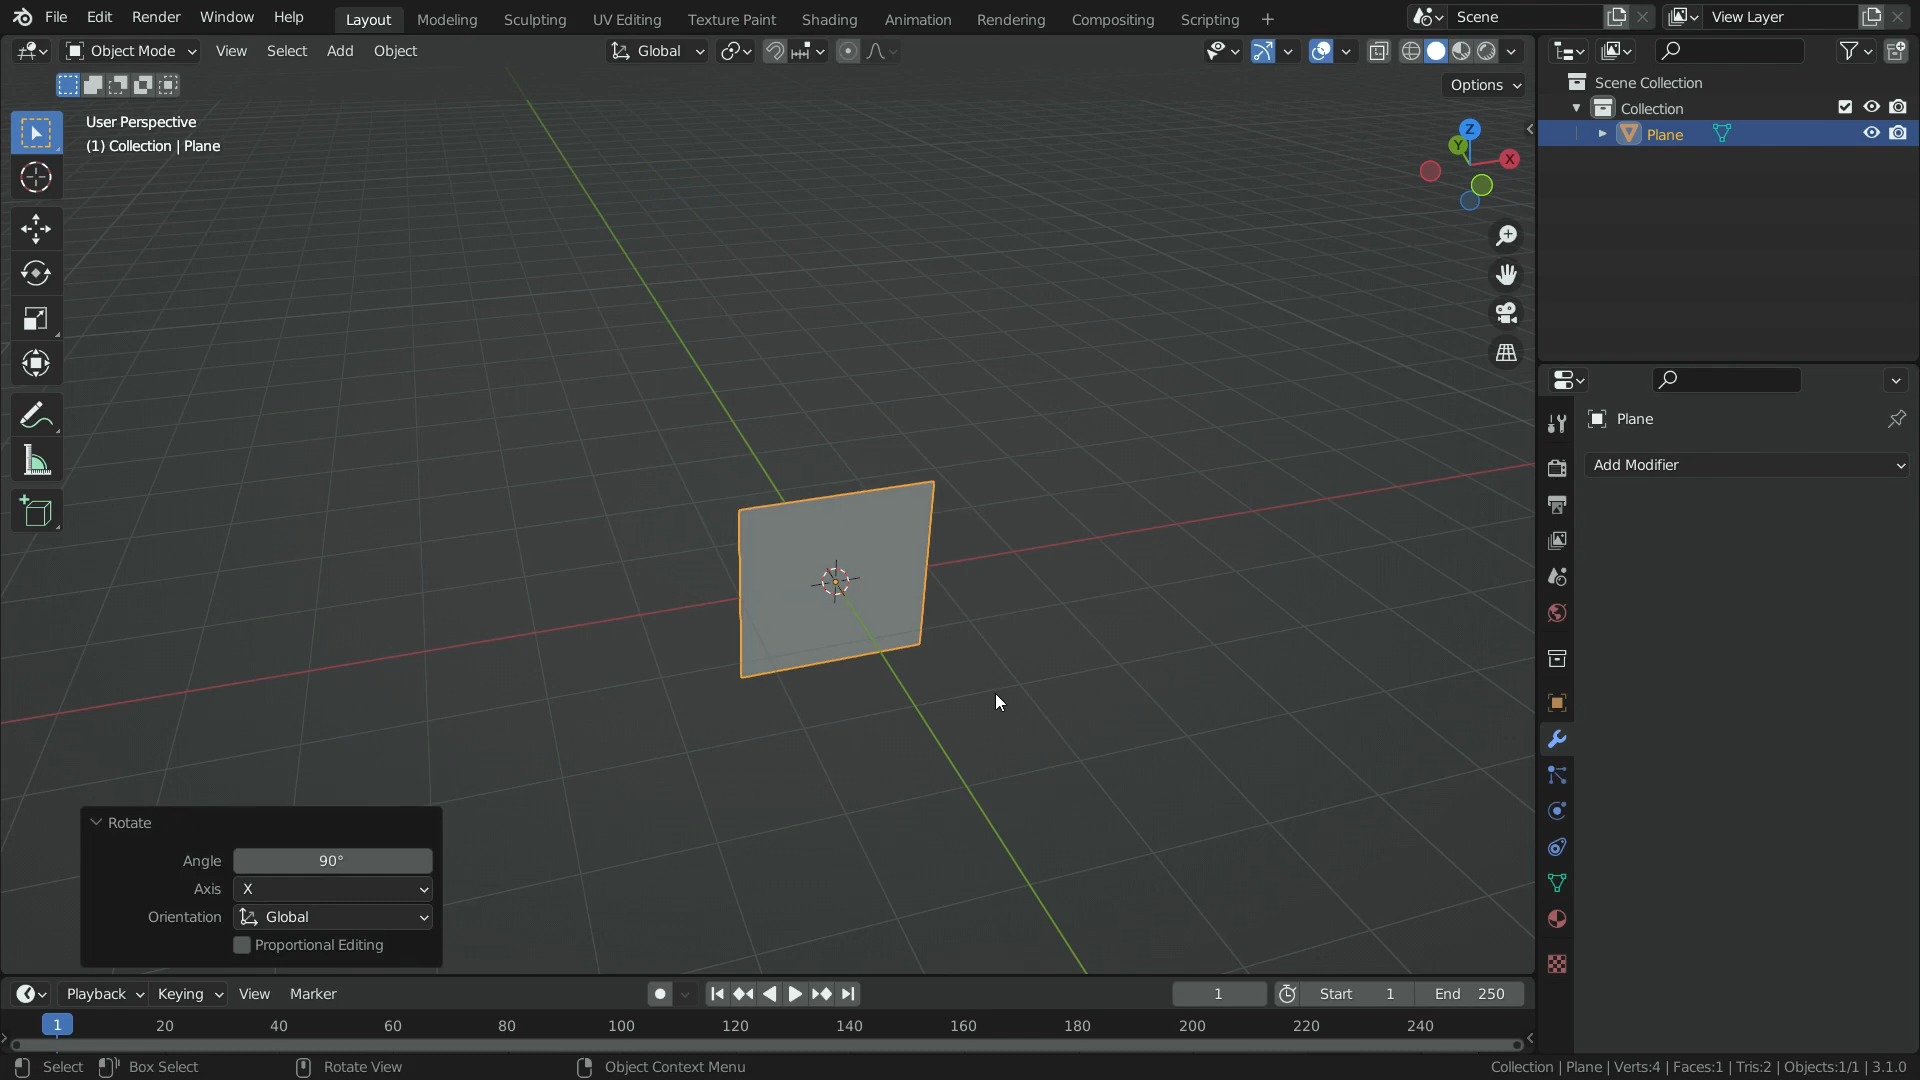 File Edit Render Window Help Layout Modeling Sculpting UV Editing Texture Paint Shading Animation Rendering Compositing Scripting + Scene View Layer
Object Mode View Select Add Object Global
Options
User Perspective
(1) Collection | Plane
Z
Y
X
Scene Collection
Collection
Plane
Plane
Add Modifier
Rotate
Angle 90°
Axis X
Orientation Global
Proportional Editing
Playback Keying View Marker 1 Start 1 End 250
1 20 40 60 80 100 120 140 160 180 200 220 240
Select Box Select Rotate View Object Context Menu Collection | Plane | Verts:4 | Faces:1 | Tris:2 | Objects:1/1 | 3.1.0